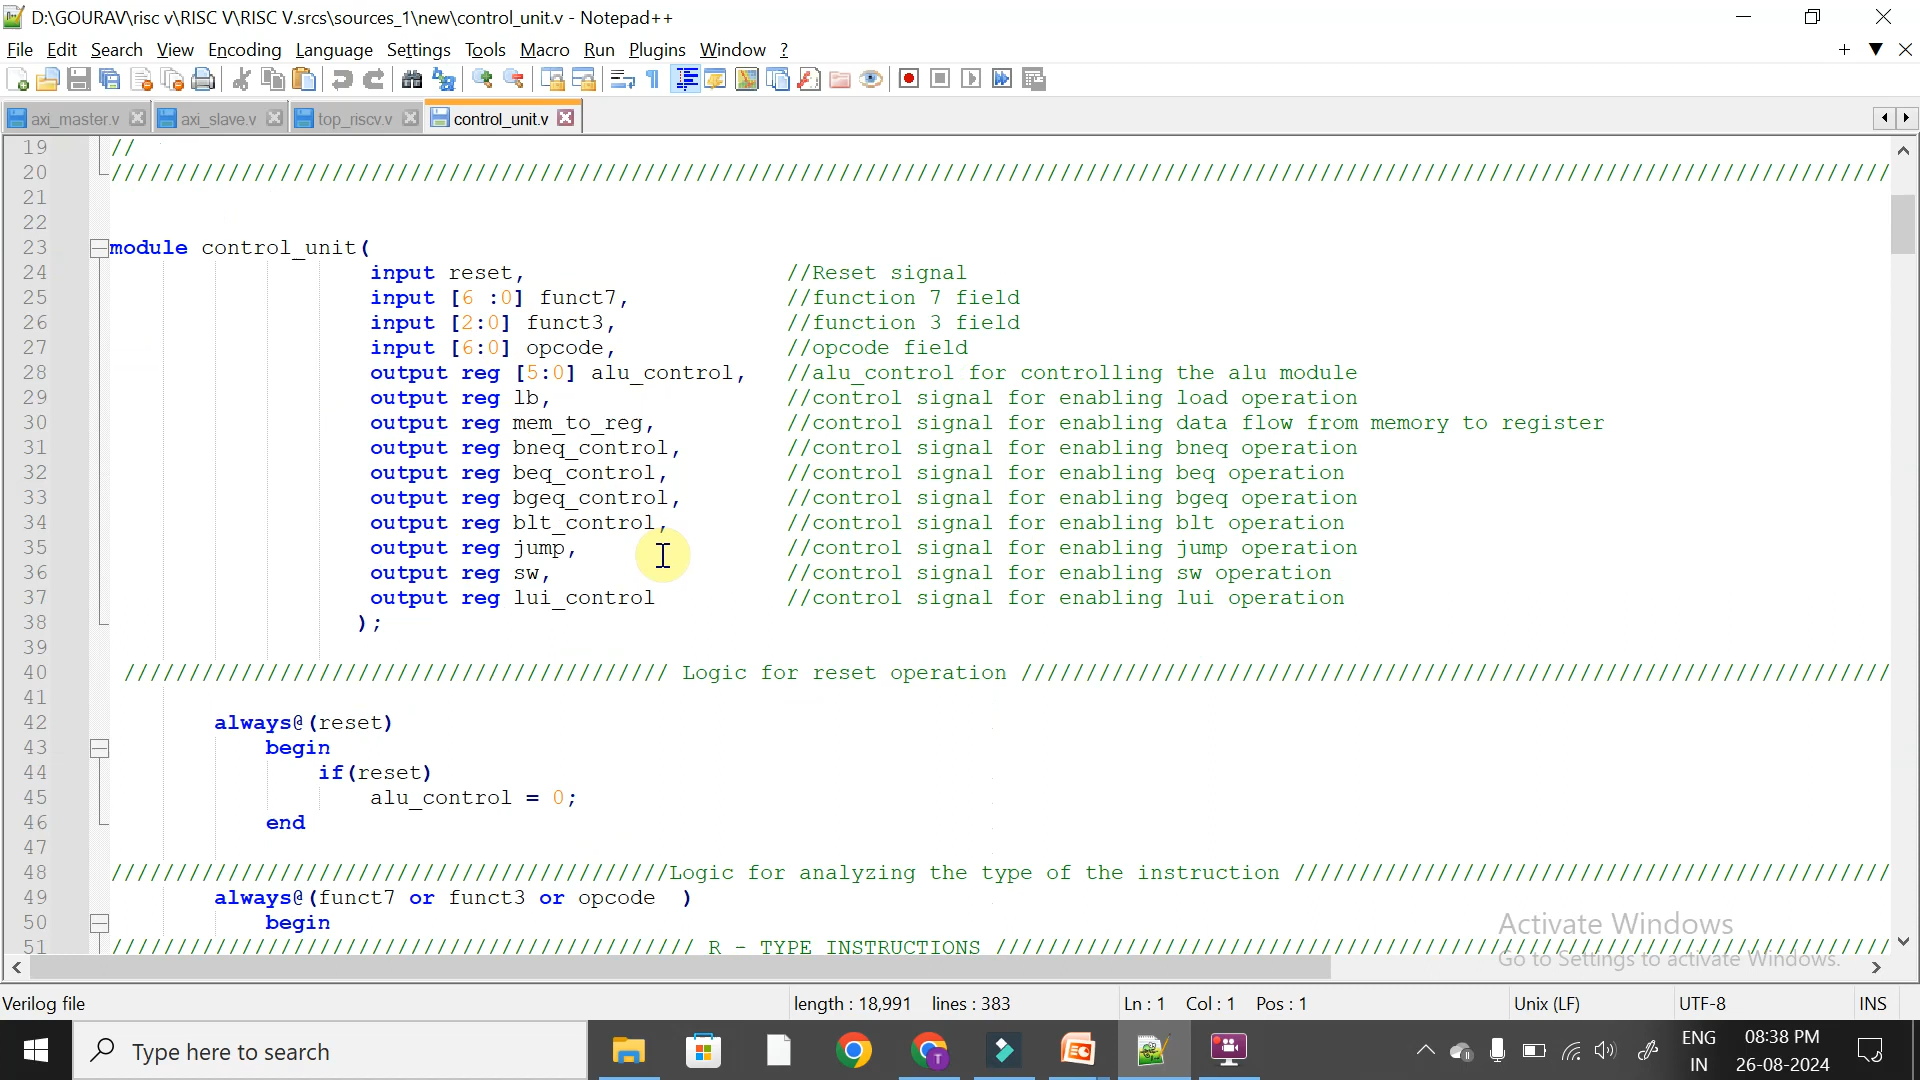 D:\GOURAV\risc v\RISC V\RISC V.srcs\sources_1\new\control_unit.v - Notepad++
File Edit Search View Encoding Language Settings Tools Macro Run Plugins Window ?
axi_master.v axi_slave.v top_riscv.v control_unit.v
19 //
20 ////////////////////////////////////////////////////////////////////////////////////////////////////////////////////////////////////////
21
22
23 module control_unit(
24 input reset, //Reset signal
25 input [6 :0] funct7, //function 7 field
26 input [2:0] funct3, //function 3 field
27 input [6:0] opcode, //opcode field
28 output reg [5:0] alu_control, //alu_control for controlling the alu module
29 output reg lb, //control signal for enabling load operation
30 output reg mem_to_reg, //control signal for enabling data flow from memory to register
31 output reg bneq_control, //control signal for enabling bneq operation
32 output reg beq_control, //control signal for enabling beq operation
33 output reg bgeq_control, //control signal for enabling bgeq operation
34 output reg blt_control, //control signal for enabling blt operation
35 output reg jump, //control signal for enabling jump operation
36 output reg sw, //control signal for enabling sw operation
37 output reg lui_control //control signal for enabling lui operation
38 );
39
40 ////////////////////////////////////////// Logic for reset operation ///////////////////////////////////////////////////////////////////
41
42 always@(reset)
43 begin
44 if(reset)
45 alu_control = 0;
46 end
47
48 ///////////////////////////////////////////Logic for analyzing the type of the instruction //////////////////////////////////////////////
49 always@(funct7 or funct3 or opcode )
50 begin
51 ///////////////////////////////////////////// R - TYPE INSTRUCTIONS /////////////////////////////////////////////////////////////////////
Activate Windows
Go to Settings to activate Windows.
Verilog file length : 18,991 lines : 383 Ln : 1 Col : 1 Pos : 1 Unix (LF) UTF-8 INS
Type here to search
T
ENG
IN
08:38 PM
26-08-2024